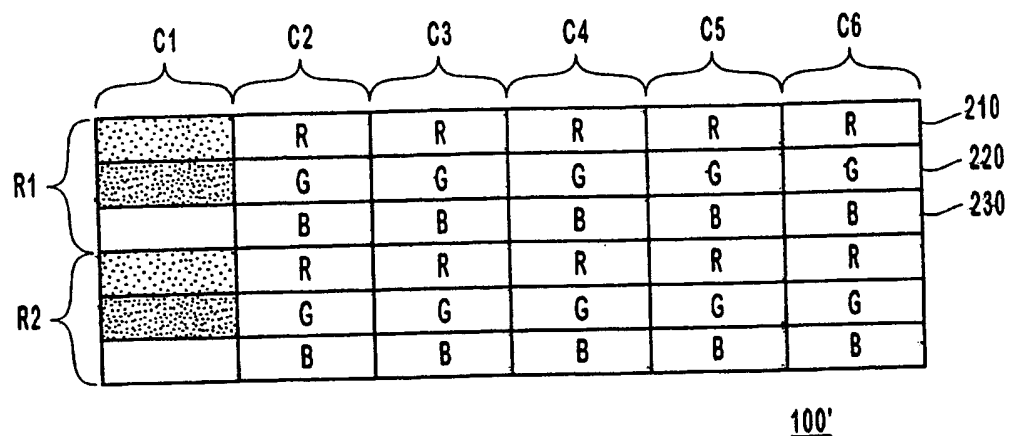 C1 C2 C3 C4 C5 C6
R R R R R 210
G G G G G 220
R1
B B B B B 230
R R R R R
R2 G G G G G
B B B B B
100'